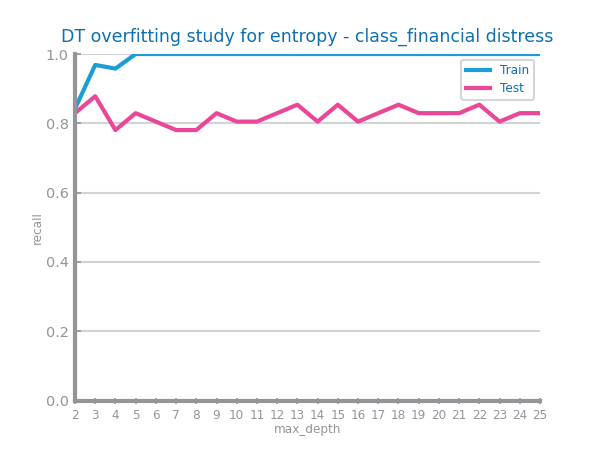 DT overfitting study for entropy - class_financial distress
1.0
Train
Test
0.8
0.6
recall
0.4
0.2
0.0
2 3 4 5 6 7 8 9 10 11 12 13 14 15 16 17 18 19 20 21 22 23 24 25
max_depth